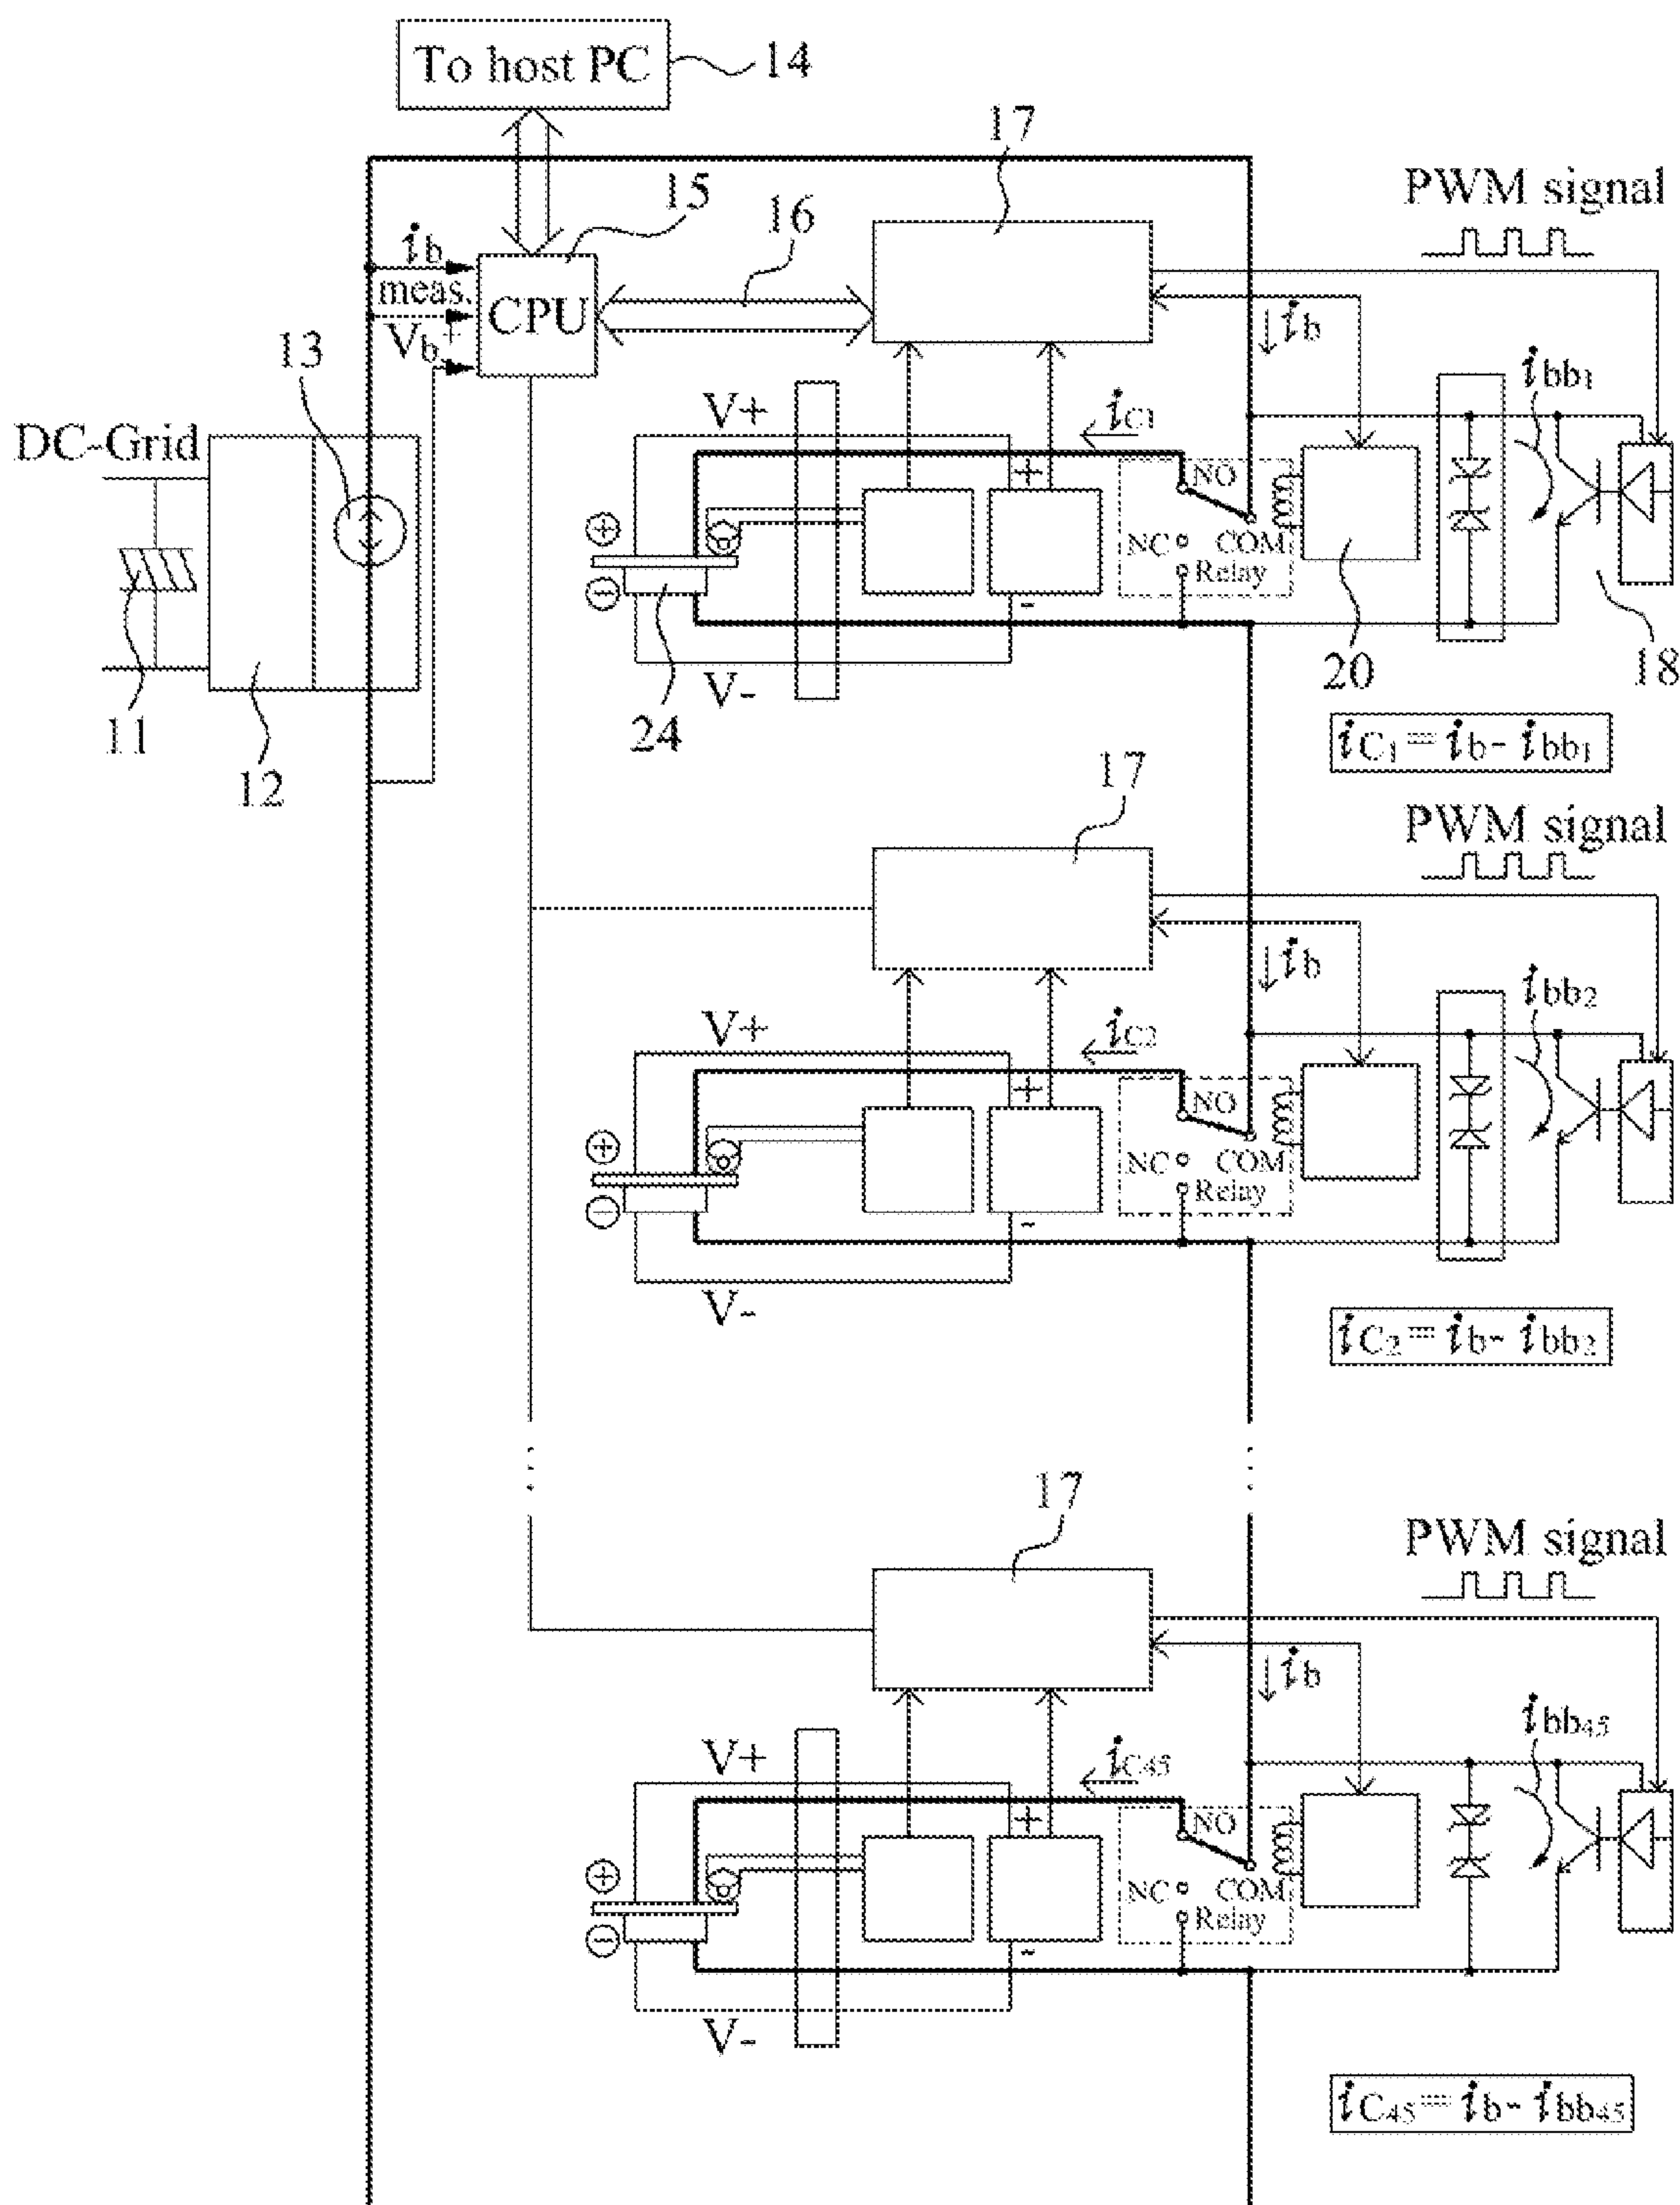 To host PC
14
17
15
16
PWM signal
ib
meas.
Vb+
CPU
ib
ibb1
13
DC-Grid
V+
iC1
+
NO
NC
COM
Relay
-
V-
24
20
18
11
12
iC1 = ib - ibb1
17
PWM signal
ib
ibb2
V+
iC2
+
NO
NC
COM
Relay
-
V-
iC2 = ib - ibb2
17
PWM signal
ib
ibb45
V+
iC45
+
NO
NC
COM
Relay
-
V-
iC45 = ib - ibb45